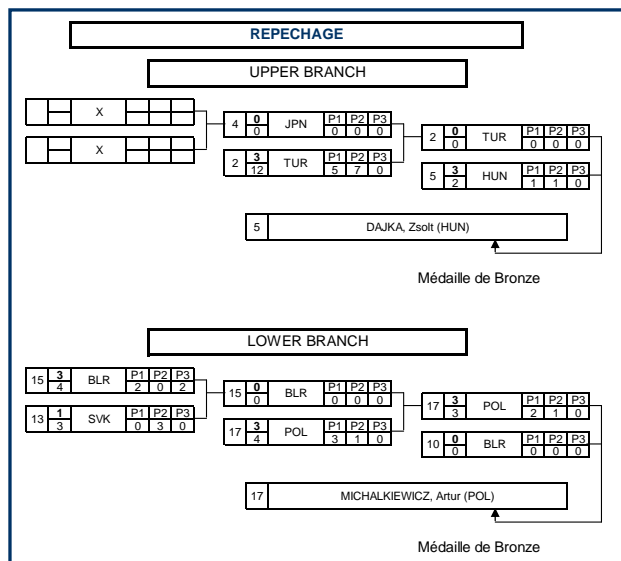 REPECHAGE
UPPER BRANCH
X
X
4 0 JPN P1 P2 P3
0 0 0 0
2 3 TUR P1 P2 P3
12 5 7 0
2 0 TUR P1 P2 P3
0 0 0 0
5 3 HUN P1 P2 P3
2 1 1 0
5 DAJKA, Zsolt (HUN)
Médaille de Bronze
LOWER BRANCH
15 3 BLR P1 P2 P3
4 2 0 2
13 1 SVK P1 P2 P3
3 0 3 0
15 0 BLR P1 P2 P3
0 0 0 0
17 3 POL P1 P2 P3
4 3 1 0
17 3 POL P1 P2 P3
3 2 1 0
10 0 BLR P1 P2 P3
0 0 0 0
17 MICHALKIEWICZ, Artur (POL)
Médaille de Bronze